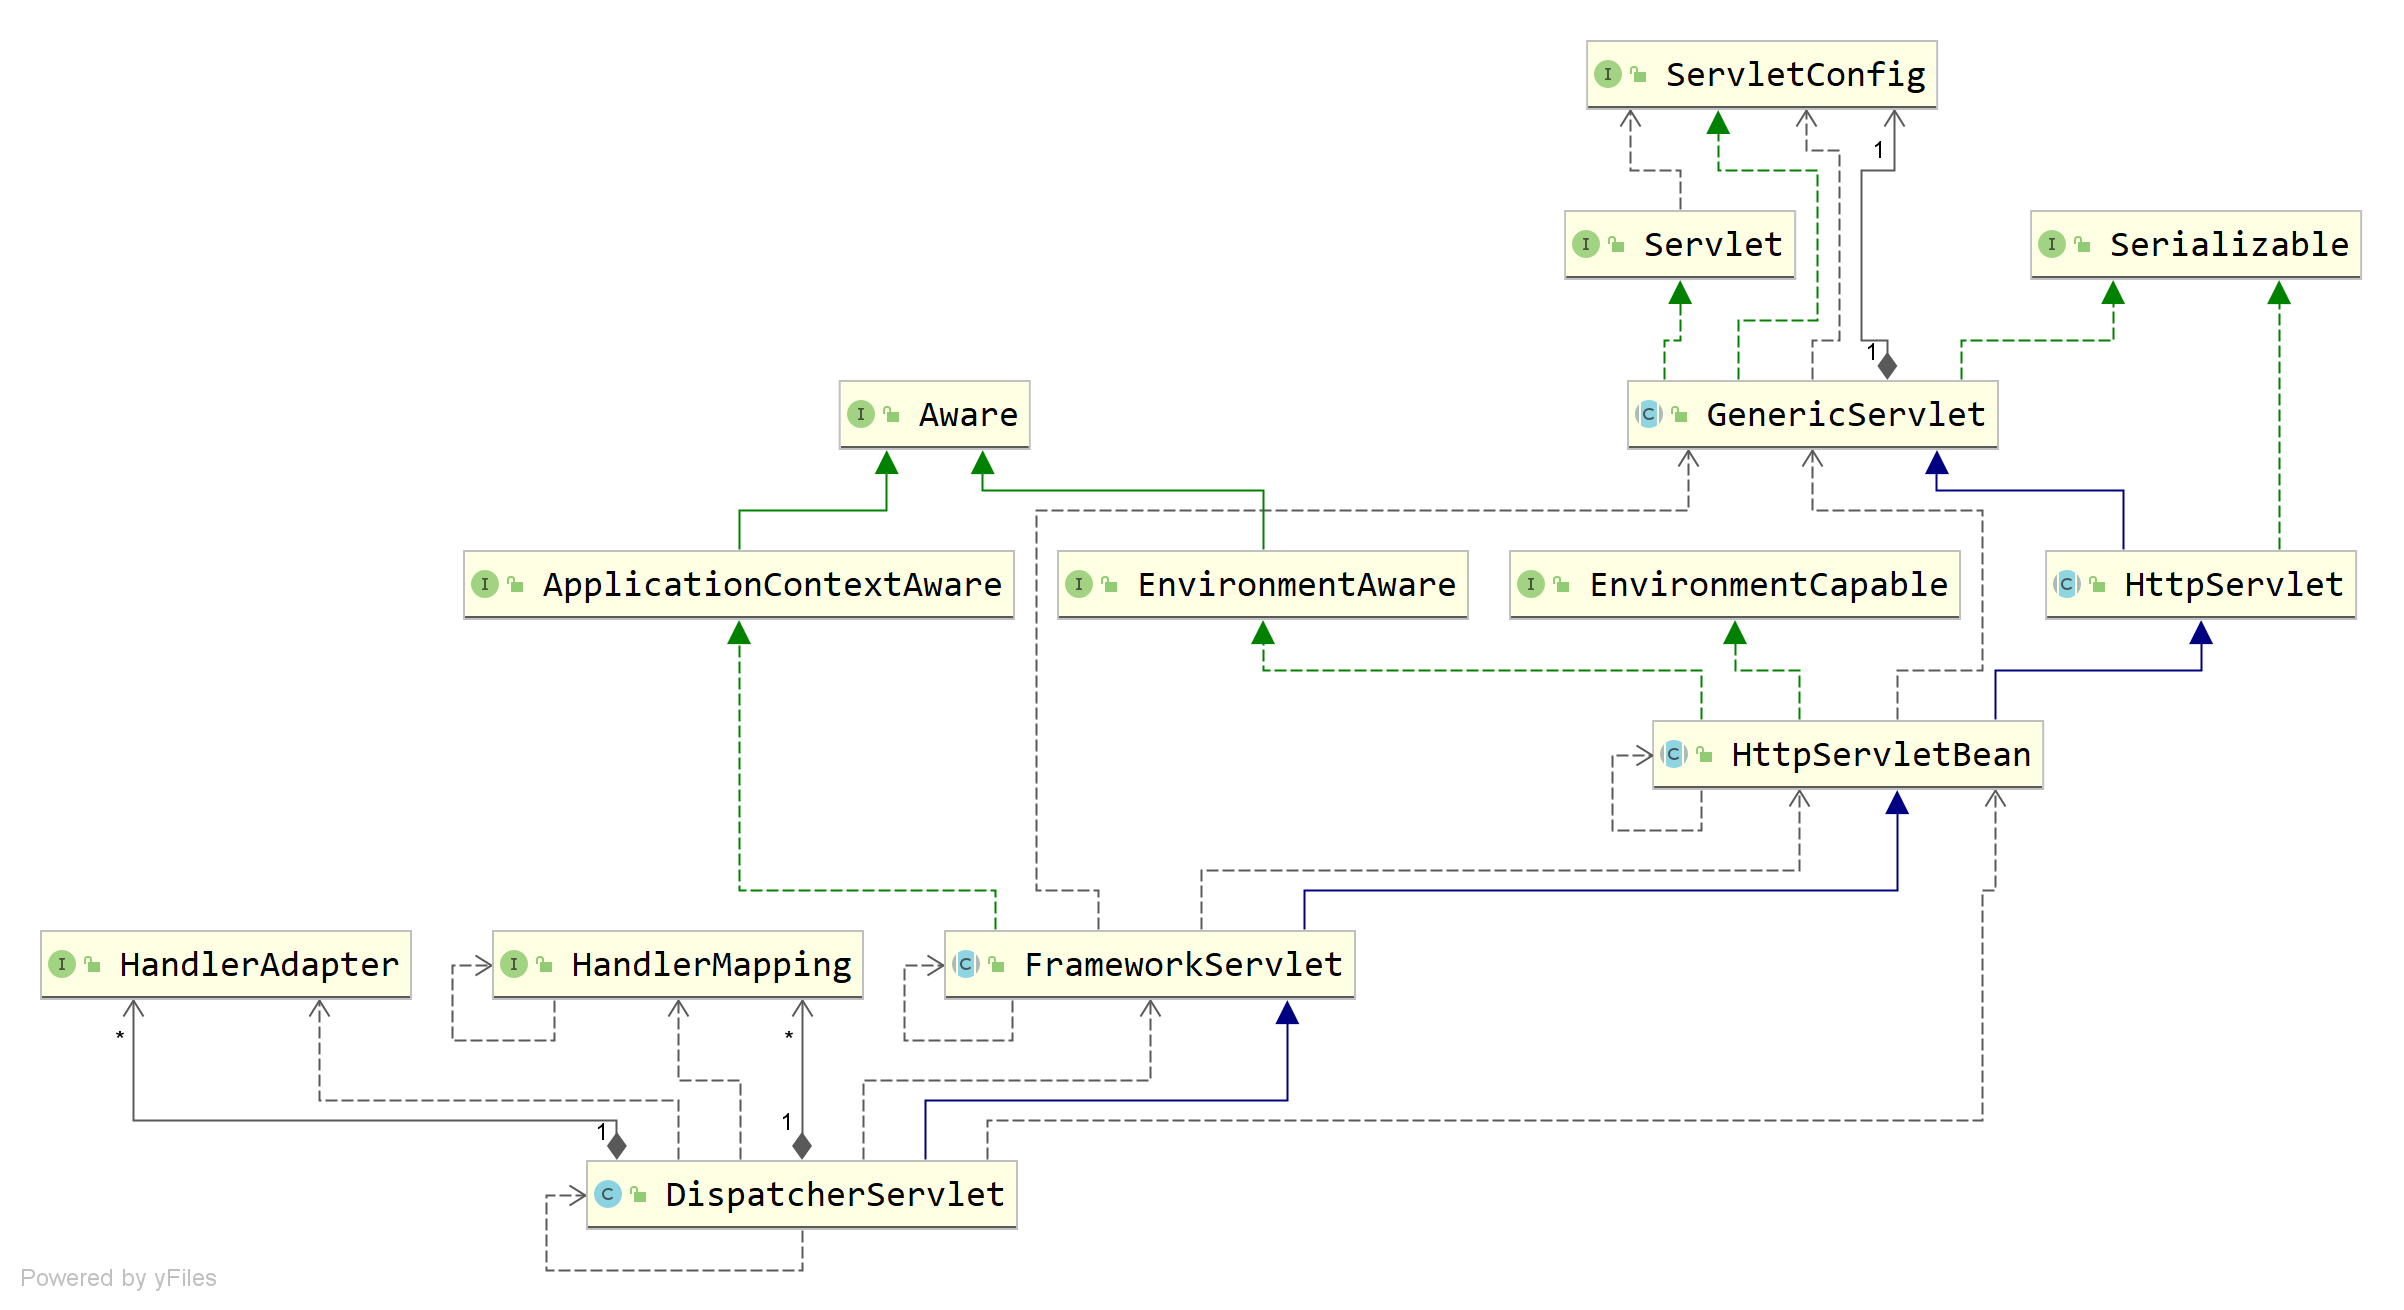 I ServletConfig
1
I Servlet
I Serializable
1
I Aware
C GenericServlet
I ApplicationContextAware
I EnvironmentAware
I EnvironmentCapable
C HttpServlet
C HttpServletBean
I HandlerAdapter
I HandlerMapping
C FrameworkServlet
*
*
1
1
C DispatcherServlet
Powered by yFiles